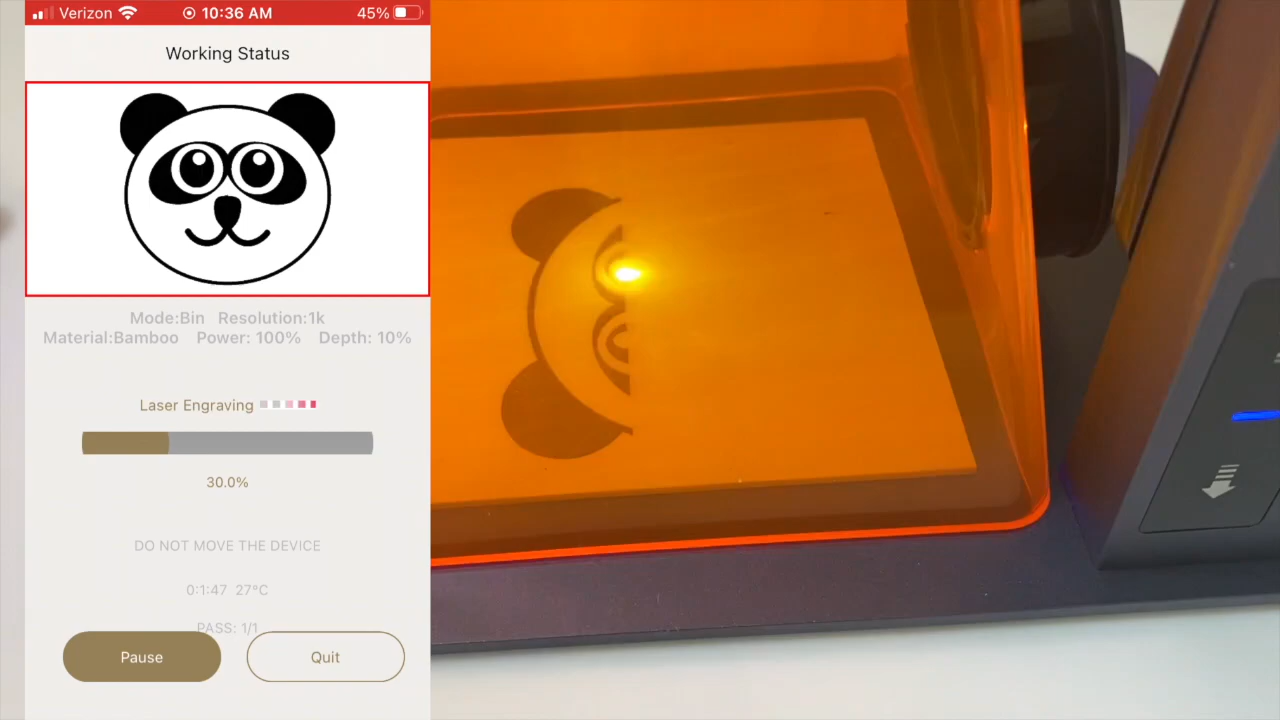 Verizon 10:36 AM 45%
Working Status
Mode:Bin Resolution:1k
Material:Bamboo Power: 100% Depth: 10%
Laser Engraving
30.0%
DO NOT MOVE THE DEVICE
0:1:47 27°C
PASS: 1/1
Pause Quit